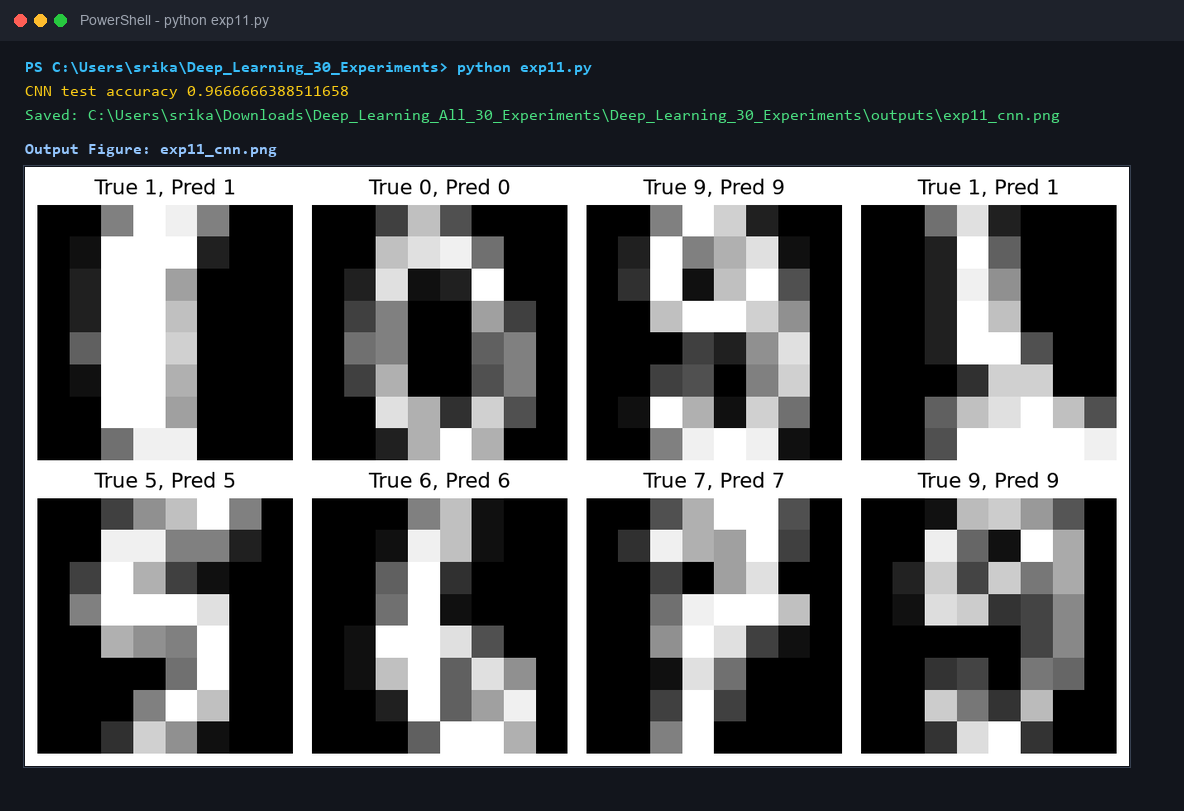 PowerShell - python exp11.py
PS C:\Users\srika\Deep_Learning_30_Experiments> python exp11.py
CNN test accuracy 0.9666666388511658
Saved: C:\Users\srika\Downloads\Deep_Learning_All_30_Experiments\Deep_Learning_30_Experiments\outputs\exp11_cnn.png
Output Figure: exp11_cnn.png
True 1, Pred 1
True 0, Pred 0
True 9, Pred 9
True 1, Pred 1
True 5, Pred 5
True 6, Pred 6
True 7, Pred 7
True 9, Pred 9